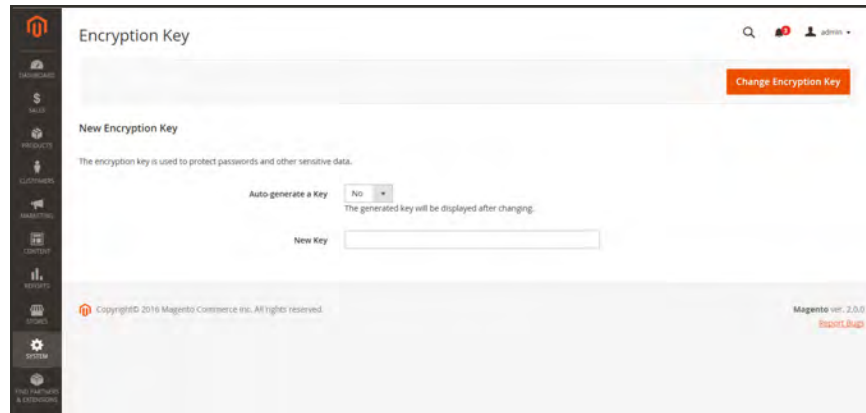 Encryption Key
3
admin
DASHBOARD
SALES
PRODUCTS
CUSTOMERS
MARKETING
CONTENT
REPORTS
STORES
SYSTEM
FIND PARTNERS
& EXTENSIONS
Change Encryption Key
New Encryption Key
The encryption key is used to protect passwords and other sensitive data.
Auto-generate a Key
No
The generated key will be displayed after changing.
New Key
Copyright© 2016 Magento Commerce Inc. All rights reserved.
Magento ver. 2.0.0
Report Bugs